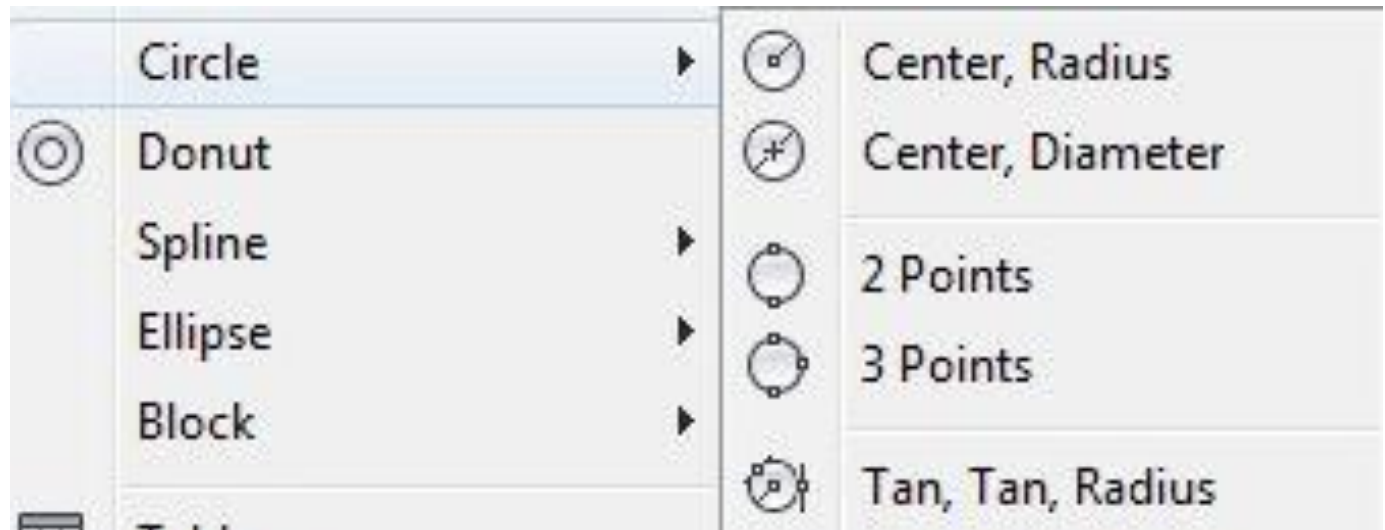 Circle
Donut
Spline
Ellipse
Block
Center, Radius
Center, Diameter
2 Points
3 Points
Tan, Tan, Radius